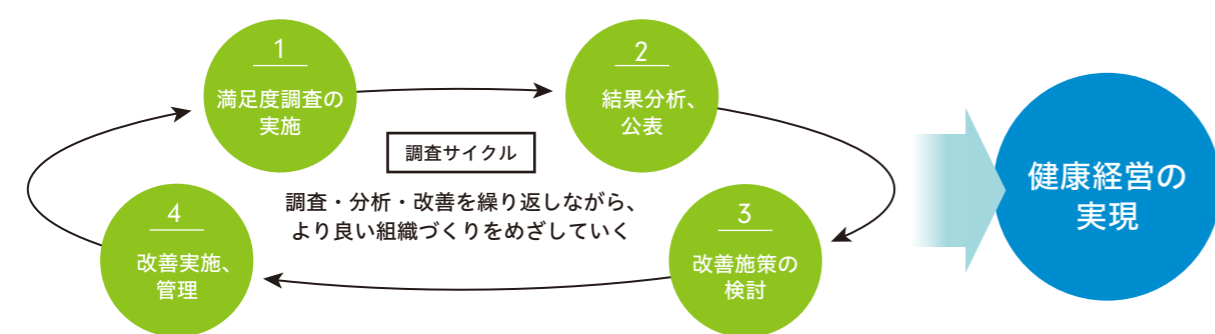 1
満足度調査の
実施
2
結果分析、
公表
調査サイクル
調査・分析・改善を繰り返しながら、
より良い組織づくりをめざしていく
3
改善施策の
検討
4
改善実施、
管理
健康経営の
実現